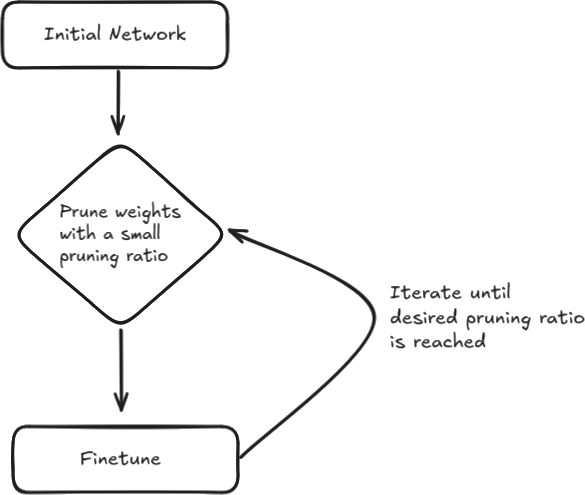 Initial Network
Prune weights
with a small
pruning ratio
Iterate until
desired pruning ratio
is reached
Finetune